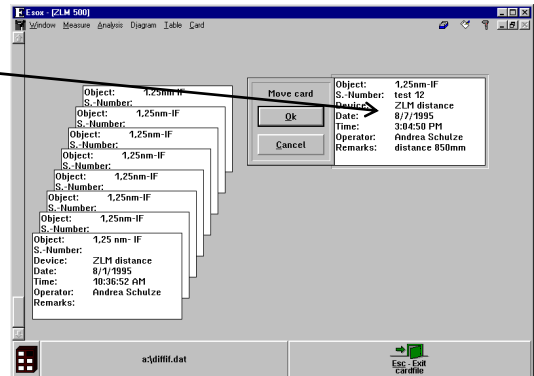 Esox - [ZLM 500]
Window Measure Analysis Diagram Table Card
Object: 1,25nm-IF
S.-Number:
Object: 1,25nm-IF
S.-Number:
Object: 1,25nm-IF
S.-Number:
Object: 1,25nm-IF
S.-Number:
Object: 1,25nm-IF
S.-Number:
Object: 1,25nm-IF
S.-Number:
Object: 1,25nm-IF
S.-Number:
Object: 1,25 nm- IF
S.-Number:
Device: ZLM distance
Date: 8/1/1995
Time: 10:36:52 AM
Operator: Andrea Schulze
Remarks:
Move card
Ok
Cancel
Object: 1,25nm-IF
S.-Number: test 12
Device: ZLM distance
Date: 8/7/1995
Time: 3:04:50 PM
Operator: Andrea Schulze
Remarks: distance 850mm
a:\diffif.dat
Esc - Exit
cardfile